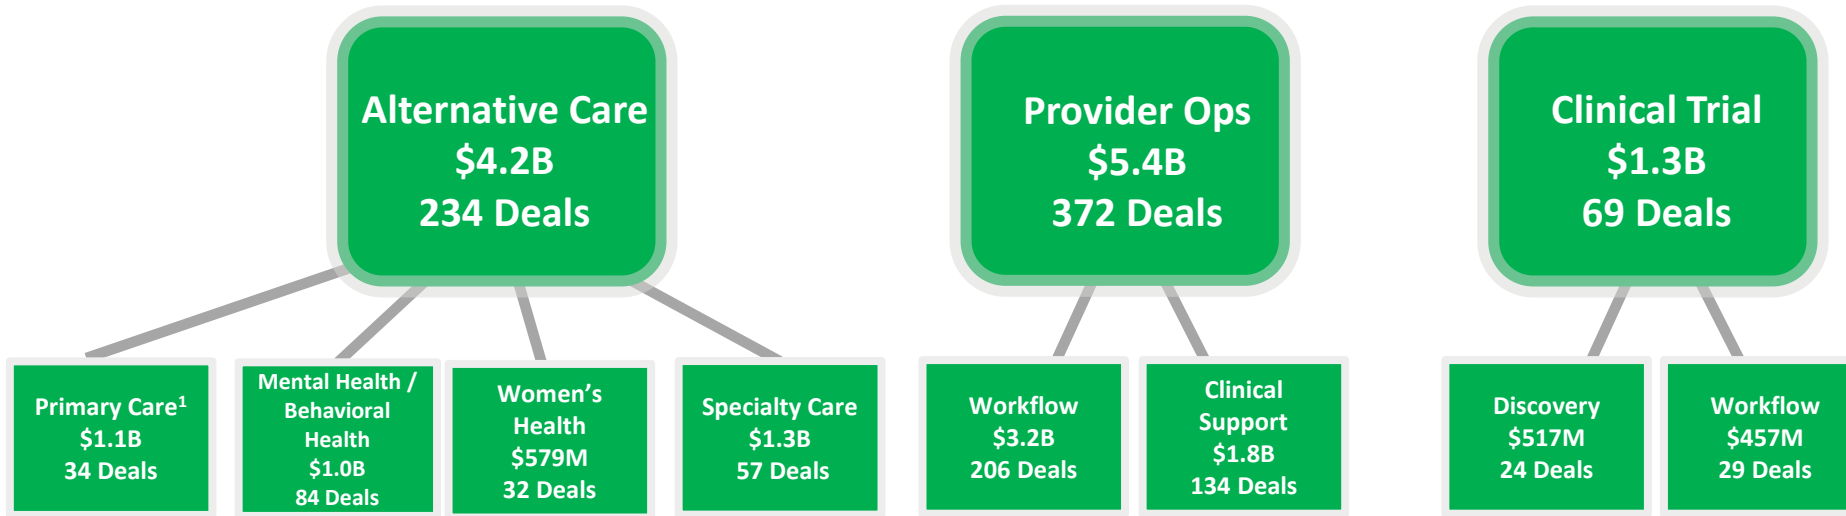 Alternative Care
$4.2B
234 Deals
Provider Ops
$5.4B
372 Deals
Clinical Trial
$1.3B
69 Deals
Primary Care¹
$1.1B
34 Deals
Mental Health /
Behavioral
Health
$1.0B
84 Deals
Women’s
Health
$579M
32 Deals
Specialty Care
$1.3B
57 Deals
Workflow
$3.2B
206 Deals
Clinical
Support
$1.8B
134 Deals
Discovery
$517M
24 Deals
Workflow
$457M
29 Deals